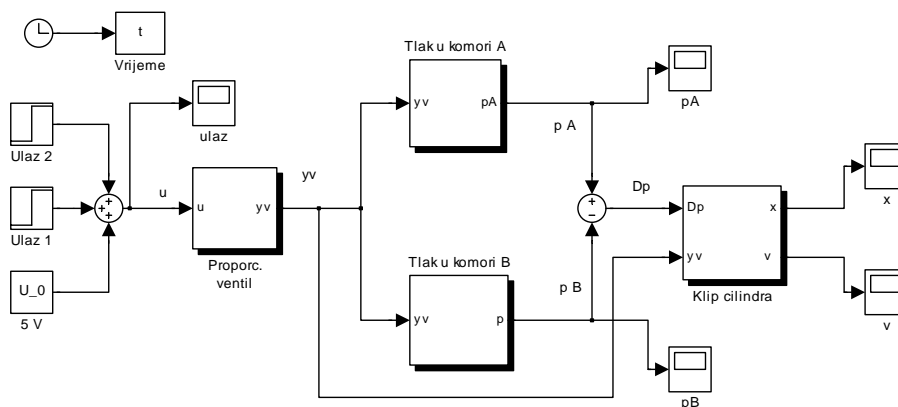 t
Vrijeme
Ulaz 2
ulaz
Ulaz 1
U_0
5 V
u
u
yv
Proporc.
ventil
yv
Tlak u komori A
yv
pA
p A
pA
Tlak u komori B
yv
p
p B
pB
+
+
+
+
−
Dp
Dp
yv
x
v
Klip cilindra
x
v